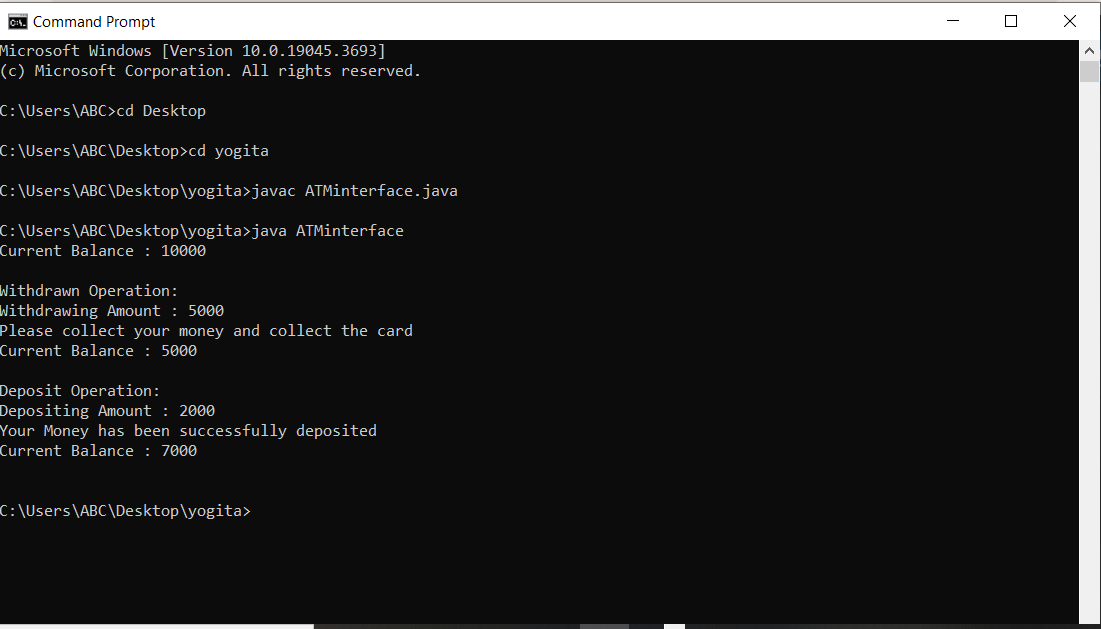 Command Prompt
Microsoft Windows [Version 10.0.19045.3693]
(c) Microsoft Corporation. All rights reserved.
C:\Users\ABC>cd Desktop
C:\Users\ABC\Desktop>cd yogita
C:\Users\ABC\Desktop\yogita>javac ATMinterface.java
C:\Users\ABC\Desktop\yogita>java ATMinterface
Current Balance : 10000
Withdrawn Operation:
Withdrawing Amount : 5000
Please collect your money and collect the card
Current Balance : 5000
Deposit Operation:
Depositing Amount : 2000
Your Money has been successfully deposited
Current Balance : 7000
C:\Users\ABC\Desktop\yogita>